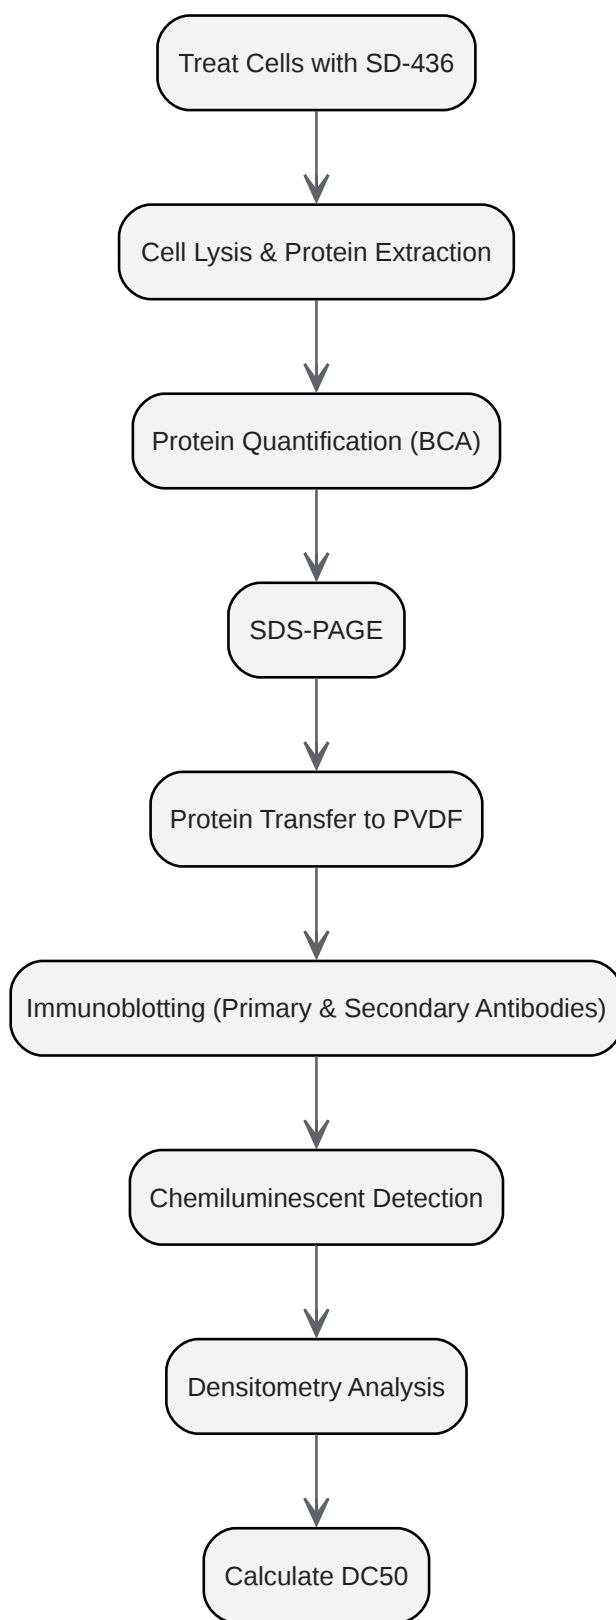 Treat Cells with SD-436
Cell Lysis & Protein Extraction
Protein Quantification (BCA)
SDS-PAGE
Protein Transfer to PVDF
Immunoblotting (Primary & Secondary Antibodies)
Chemiluminescent Detection
Densitometry Analysis
Calculate DC50